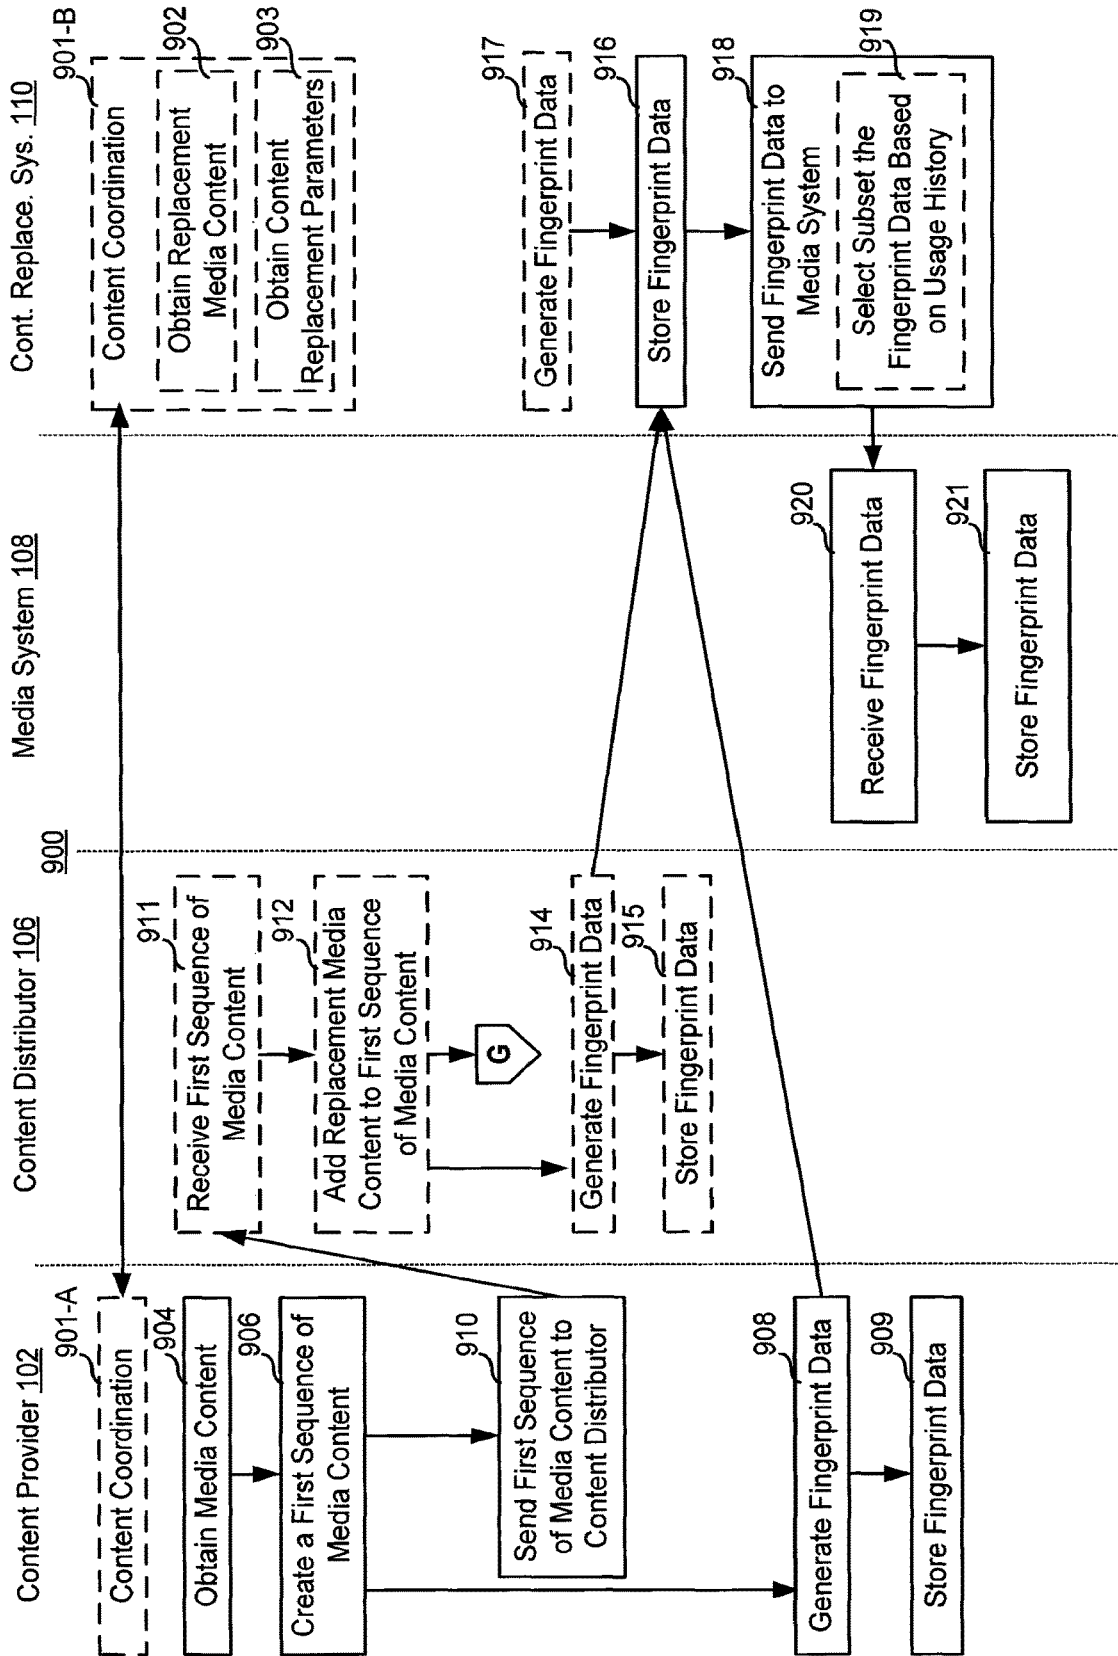 900
Content Provider 102
Content Distributor 106
Media System 108
Cont. Replace. Sys. 110
901-A
Content Coordination
904
Obtain Media Content
906
Create a First Sequence of
Media Content
910
Send First Sequence
of Media Content to
Content Distributor
908
Generate Fingerprint Data
909
Store Fingerprint Data
911
Receive First Sequence of
Media Content
912
Add Replacement Media
Content to First Sequence
of Media Content
G
914
Generate Fingerprint Data
915
Store Fingerprint Data
920
Receive Fingerprint Data
921
Store Fingerprint Data
901-B
Content Coordination
902
Obtain Replacement
Media Content
903
Obtain Content
Replacement Parameters
917
Generate Fingerprint Data
916
Store Fingerprint Data
918
Send Fingerprint Data to
Media System
919
Select Subset the
Fingerprint Data Based
on Usage History